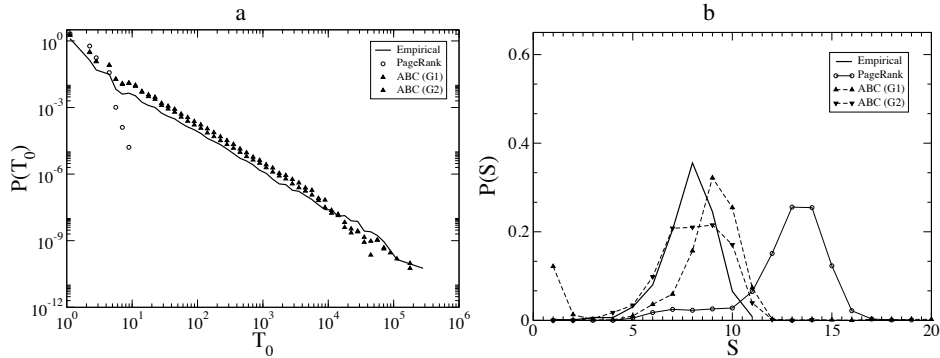 a
10^0
10^-3
10^-6
10^-9
10^-12
P(T_0)
10^0 10^1 10^2 10^3 10^4 10^5 10^6
T_0
Empirical
PageRank
ABC (G1)
ABC (G2)
b
0.6
0.4
0.2
0
P(S)
0 5 10 15 20
S
Empirical
PageRank
ABC (G1)
ABC (G2)